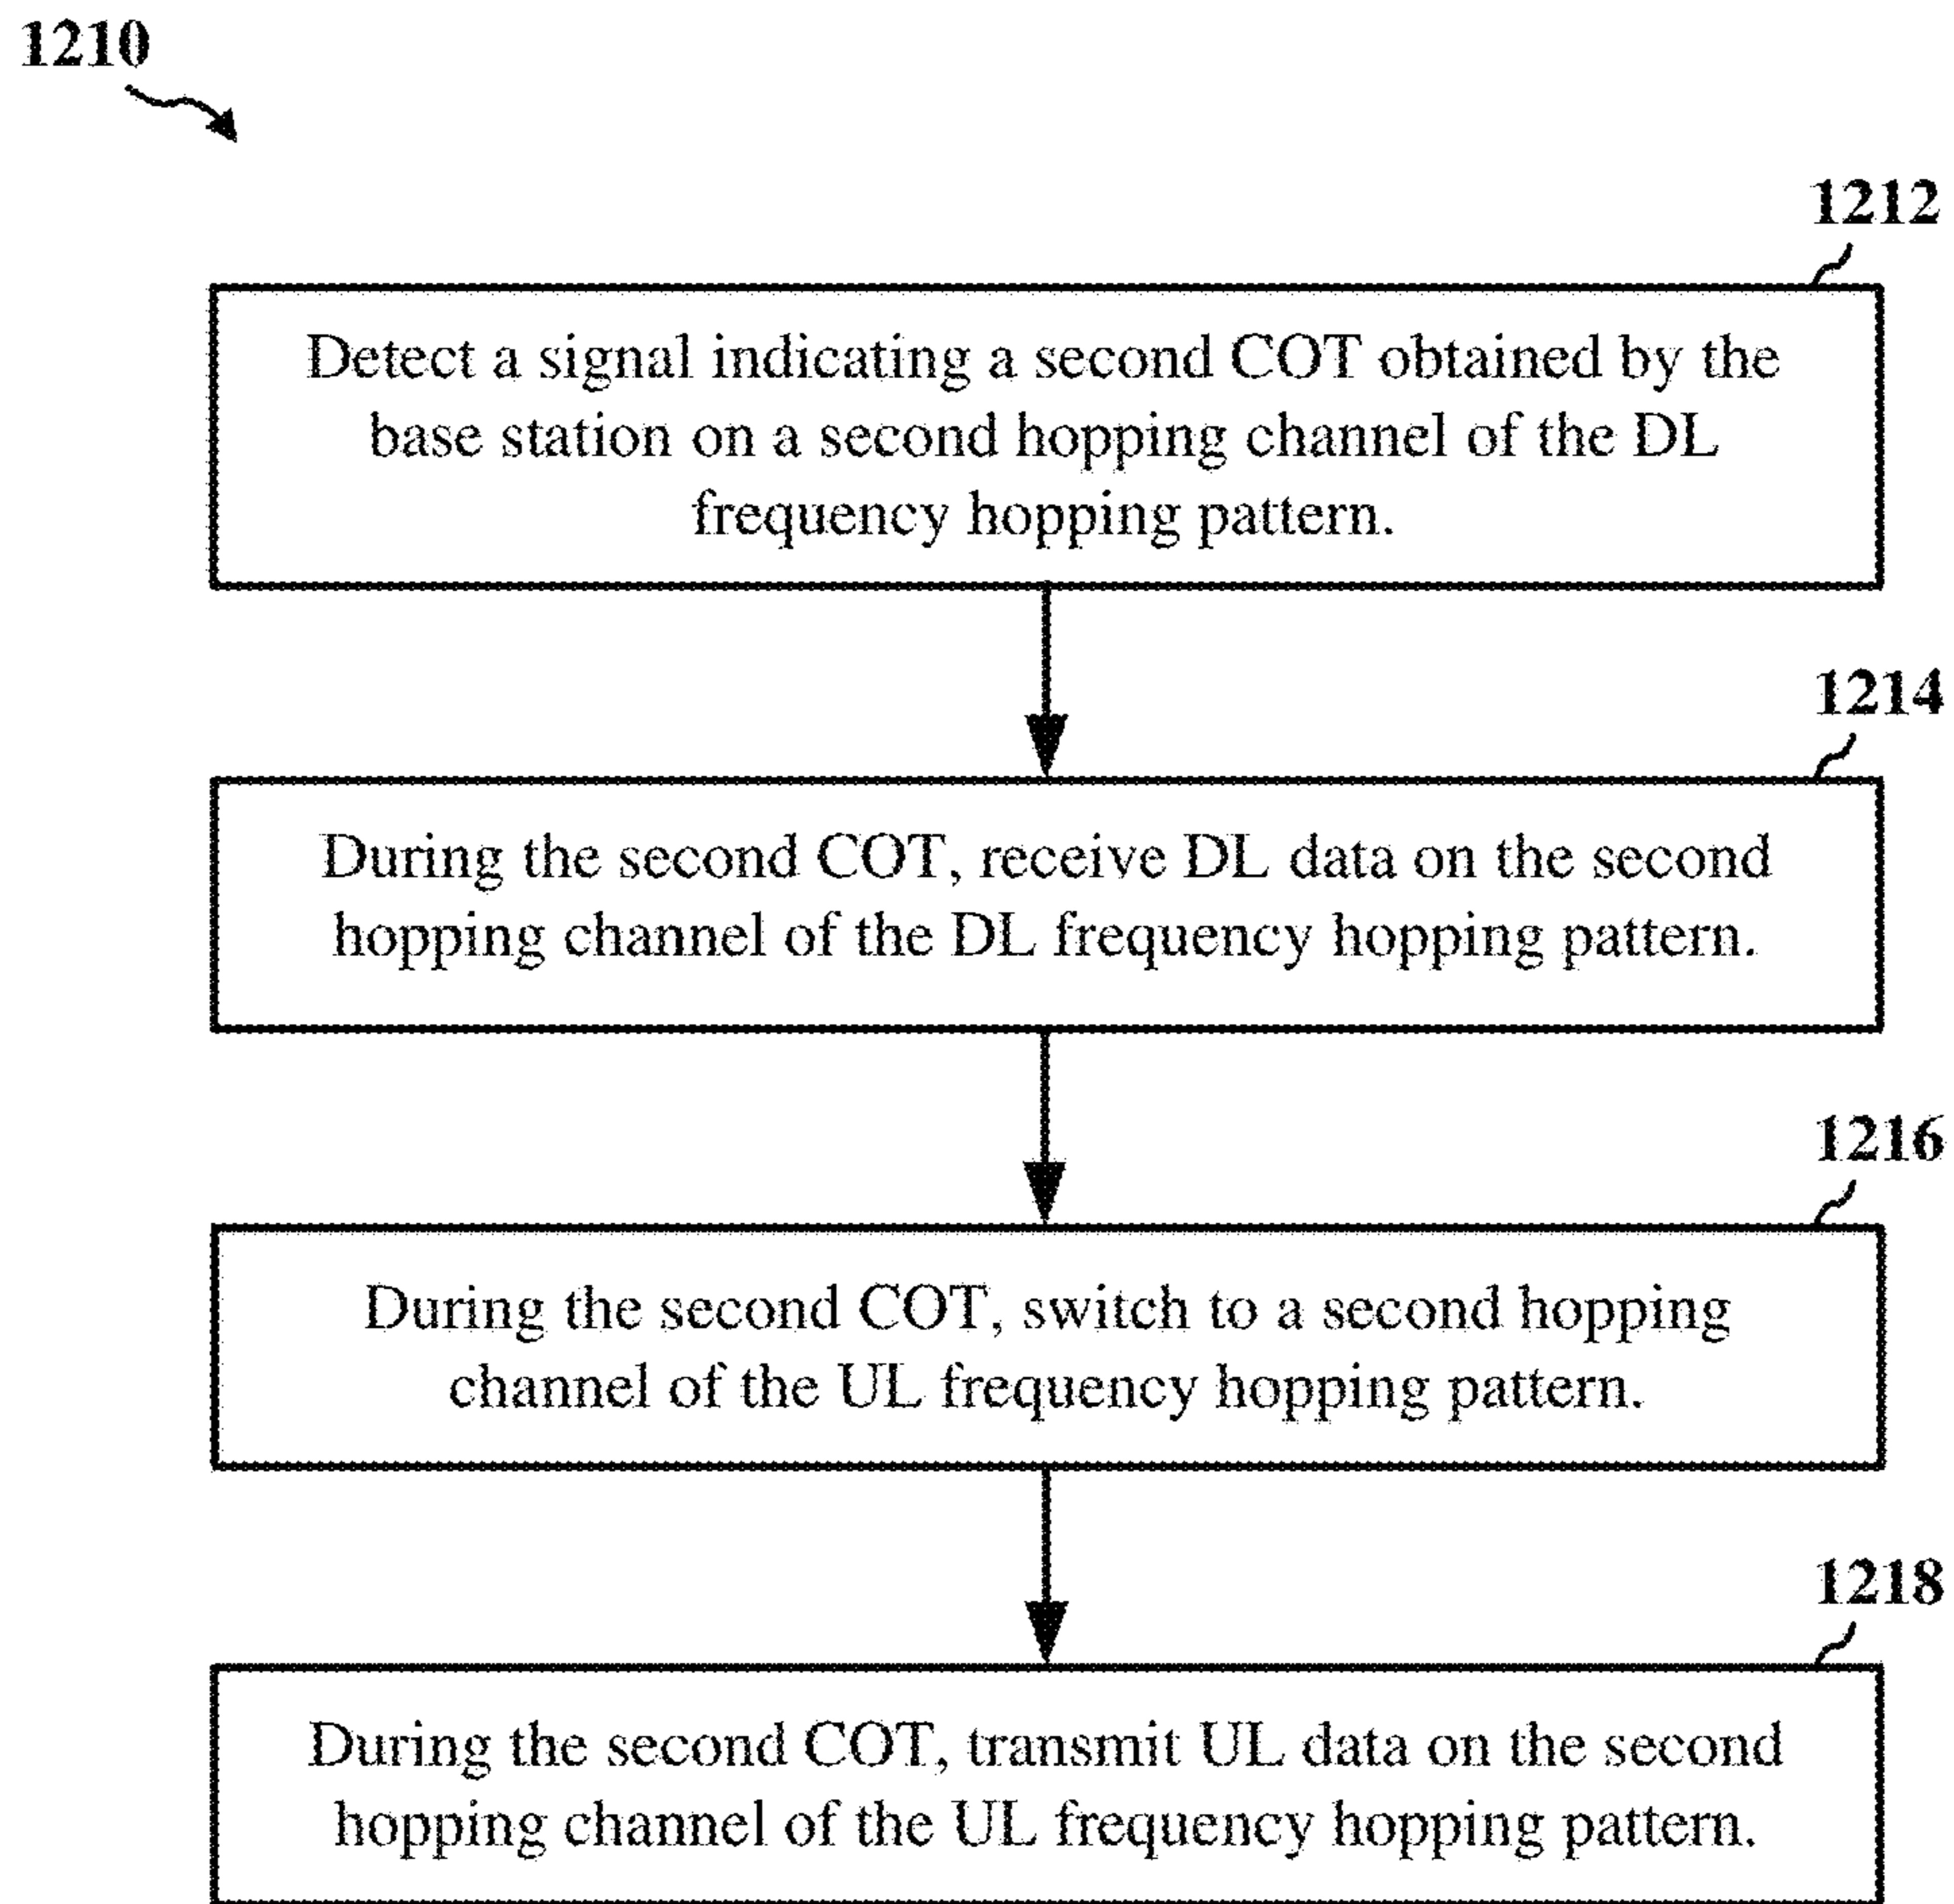 1210
1212
Detect a signal indicating a second COT obtained by the
base station on a second hopping channel of the DL
frequency hopping pattern.
1214
During the second COT, receive DL data on the second
hopping channel of the DL frequency hopping pattern.
1216
During the second COT, switch to a second hopping
channel of the UL frequency hopping pattern.
1218
During the second COT, transmit UL data on the second
hopping channel of the UL frequency hopping pattern.